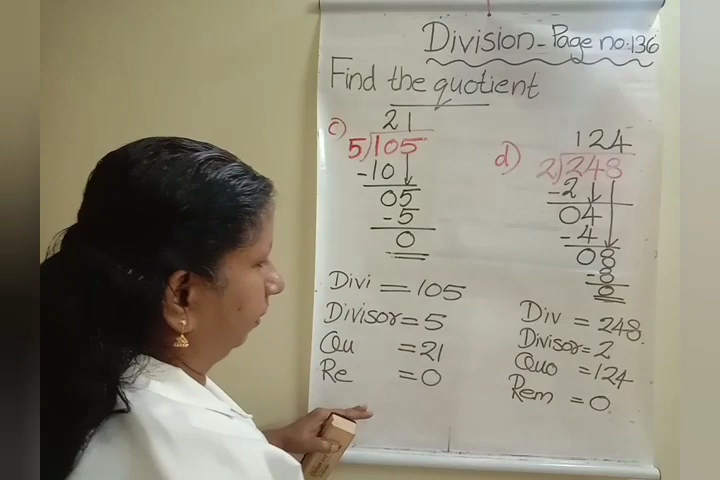 Division - Page no. 136
Find the quotient
c)
21
5)105
-10
05
-5
0
Divi = 105
Divisor = 5
Qu = 21
Re = 0
d)
124
2)248
-2
04
-4
08
-8
0
Div = 248
Divisor = 2
Quo = 124
Rem = 0